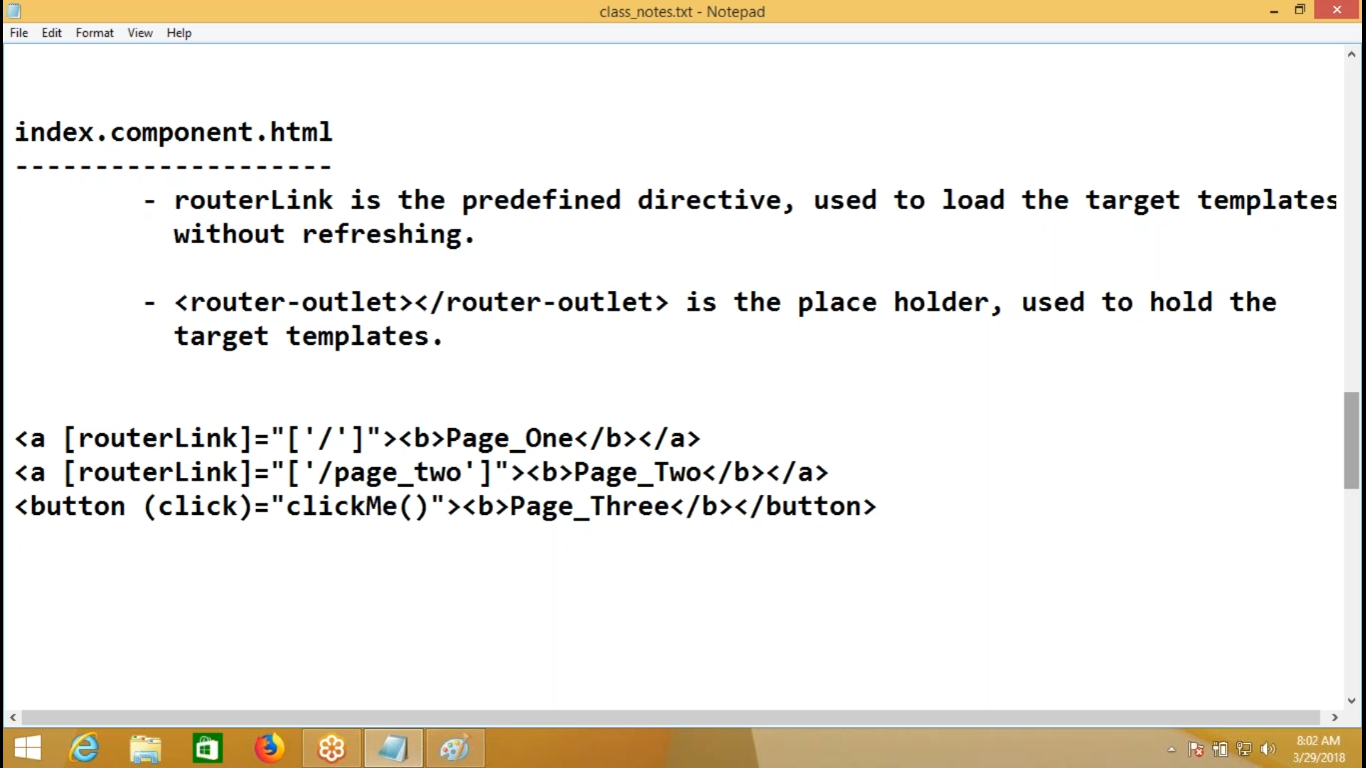 class_notes.txt - Notepad
File Edit Format View Help
index.component.html
--------------------
- routerLink is the predefined directive, used to load the target templates
without refreshing.
- <router-outlet></router-outlet> is the place holder, used to hold the
target templates.
<a [routerLink]="['/']"><b>Page_One</b></a>
<a [routerLink]="['/page_two']"><b>Page_Two</b></a>
<button (click)="clickMe()"><b>Page_Three</b></button>
8:02 AM
3/29/2018